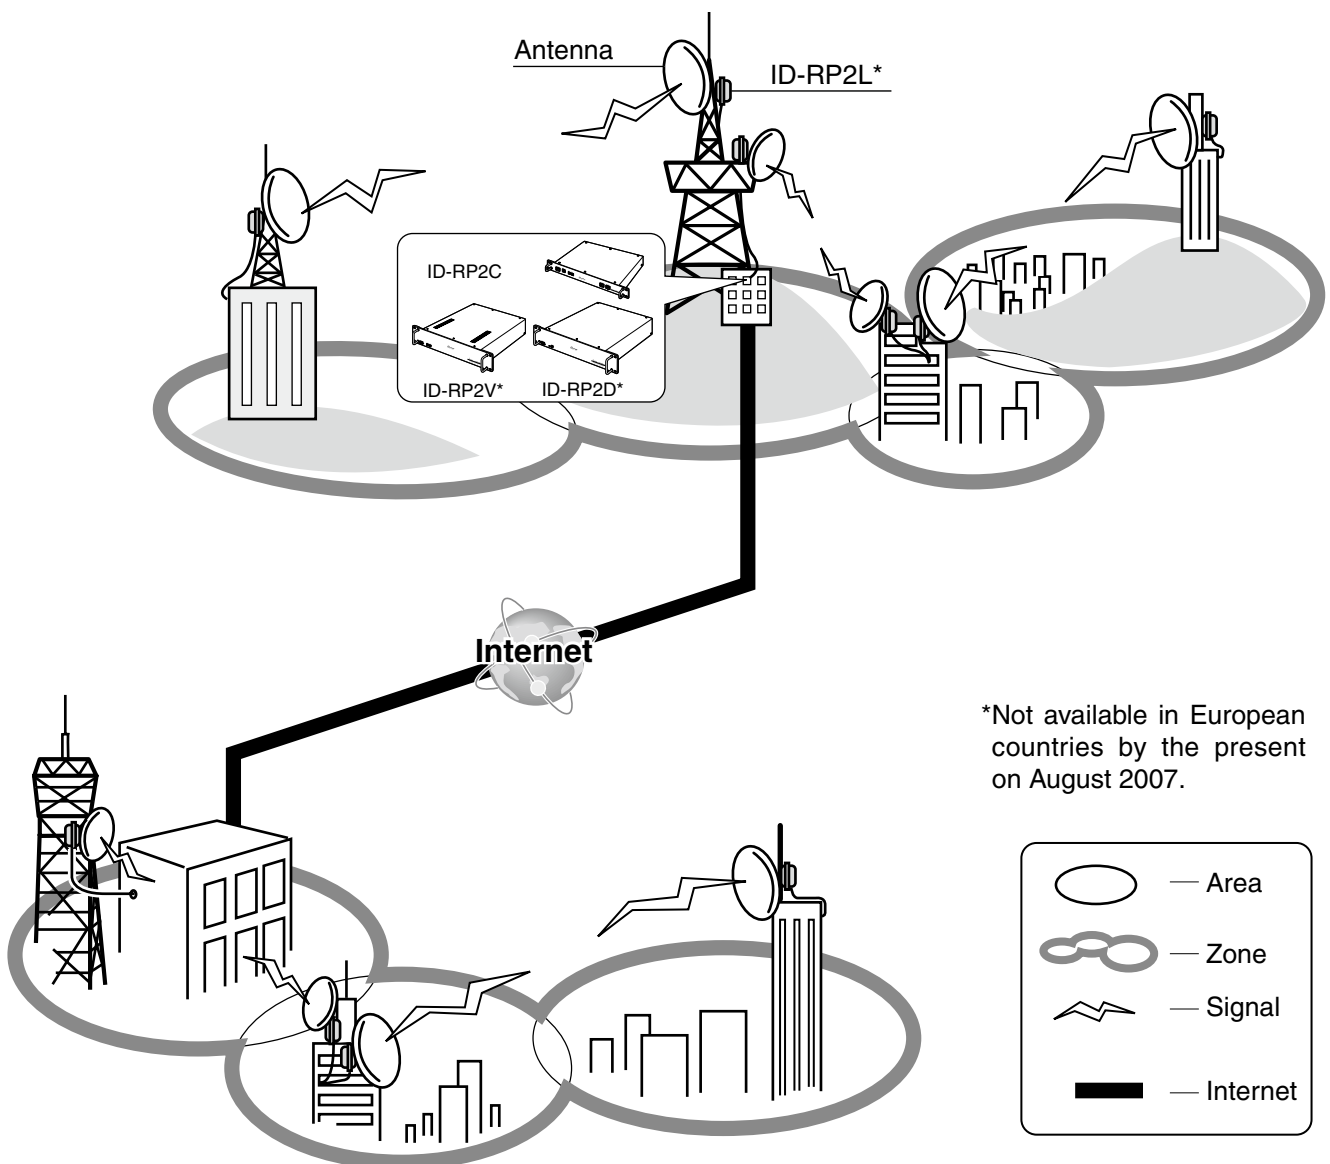 Antenna
ID-RP2L*
ID-RP2C
ID-RP2V*
ID-RP2D*
Internet
*Not available in European
countries by the present
on August 2007.
Area
Zone
Signal
Internet